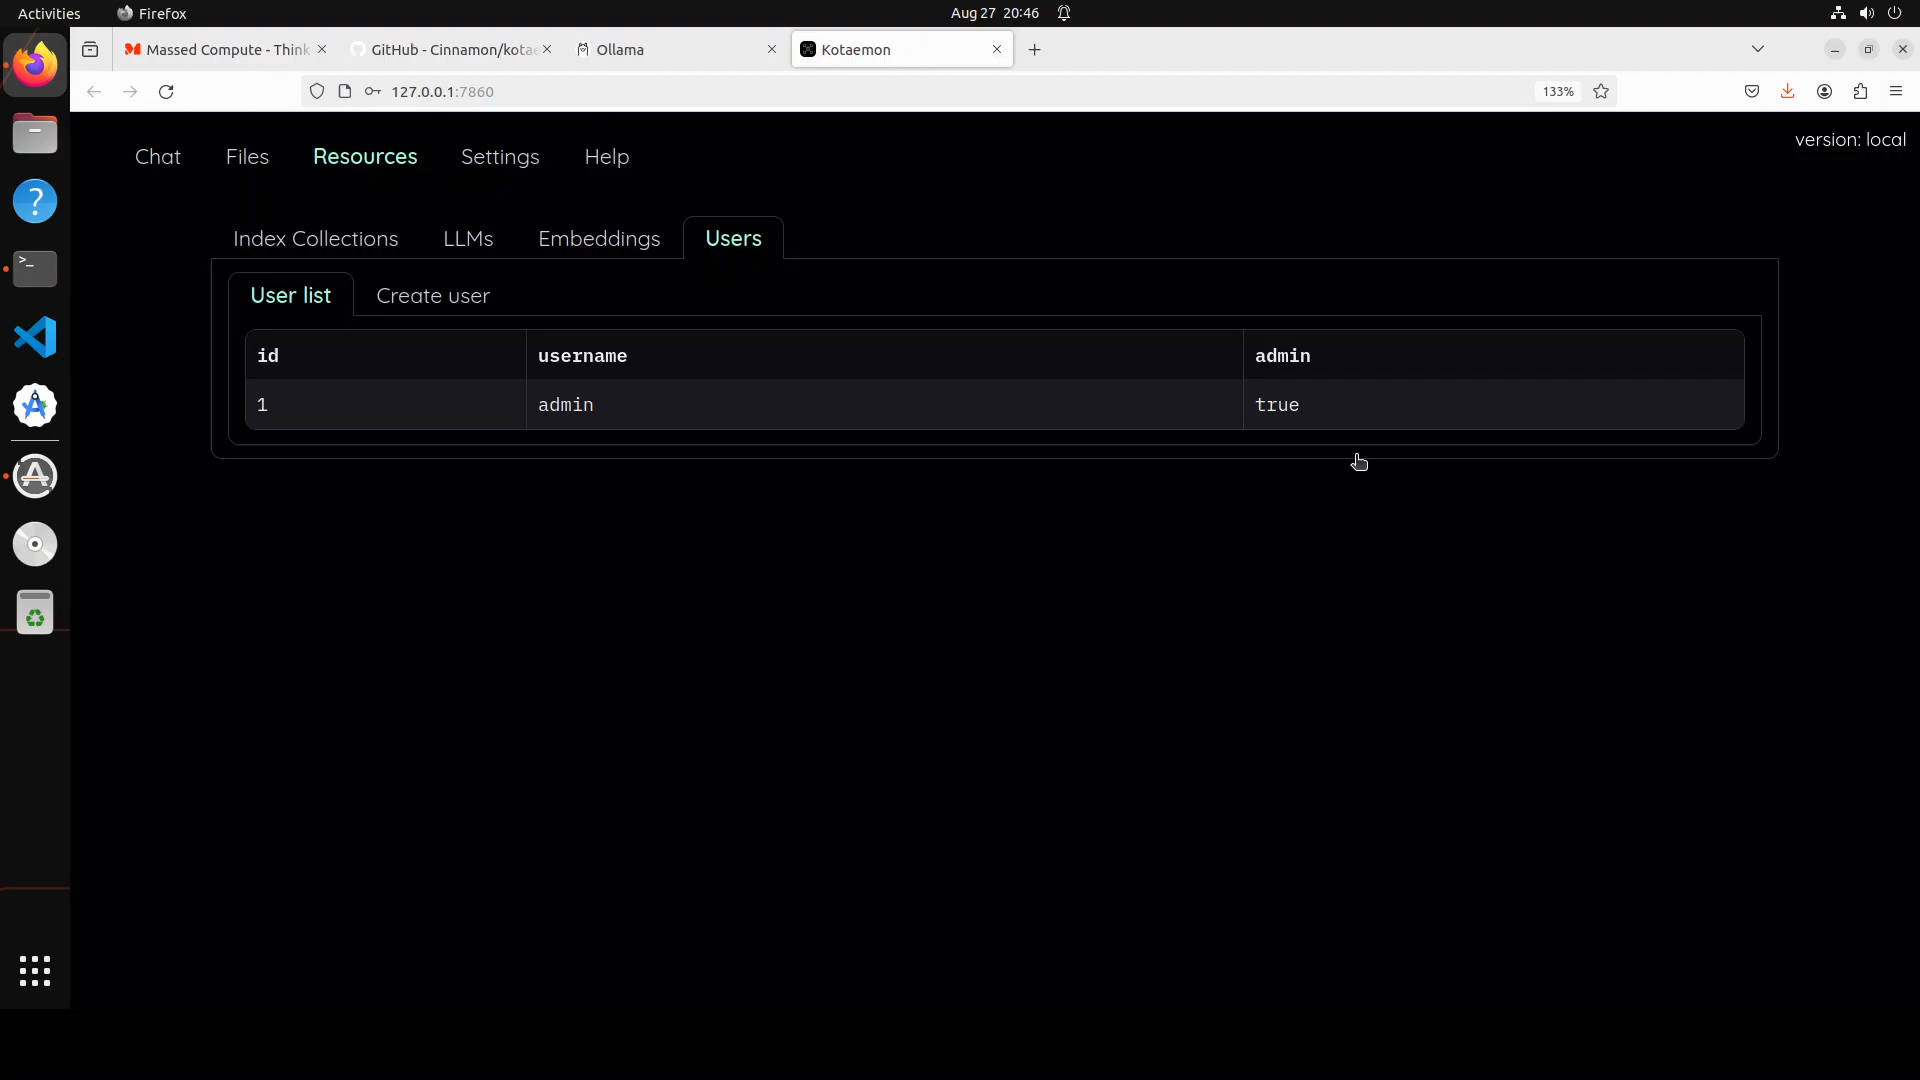 Activities
Firefox
Aug 27 20:46
Massed Compute - Think
GitHub - Cinnamon/kotae
Ollama
Kotaemon
127.0.0.1:7860
133%
version: local
Chat
Files
Resources
Settings
Help
Index Collections
LLMs
Embeddings
Users
User list
Create user
id
username
admin
1
admin
true